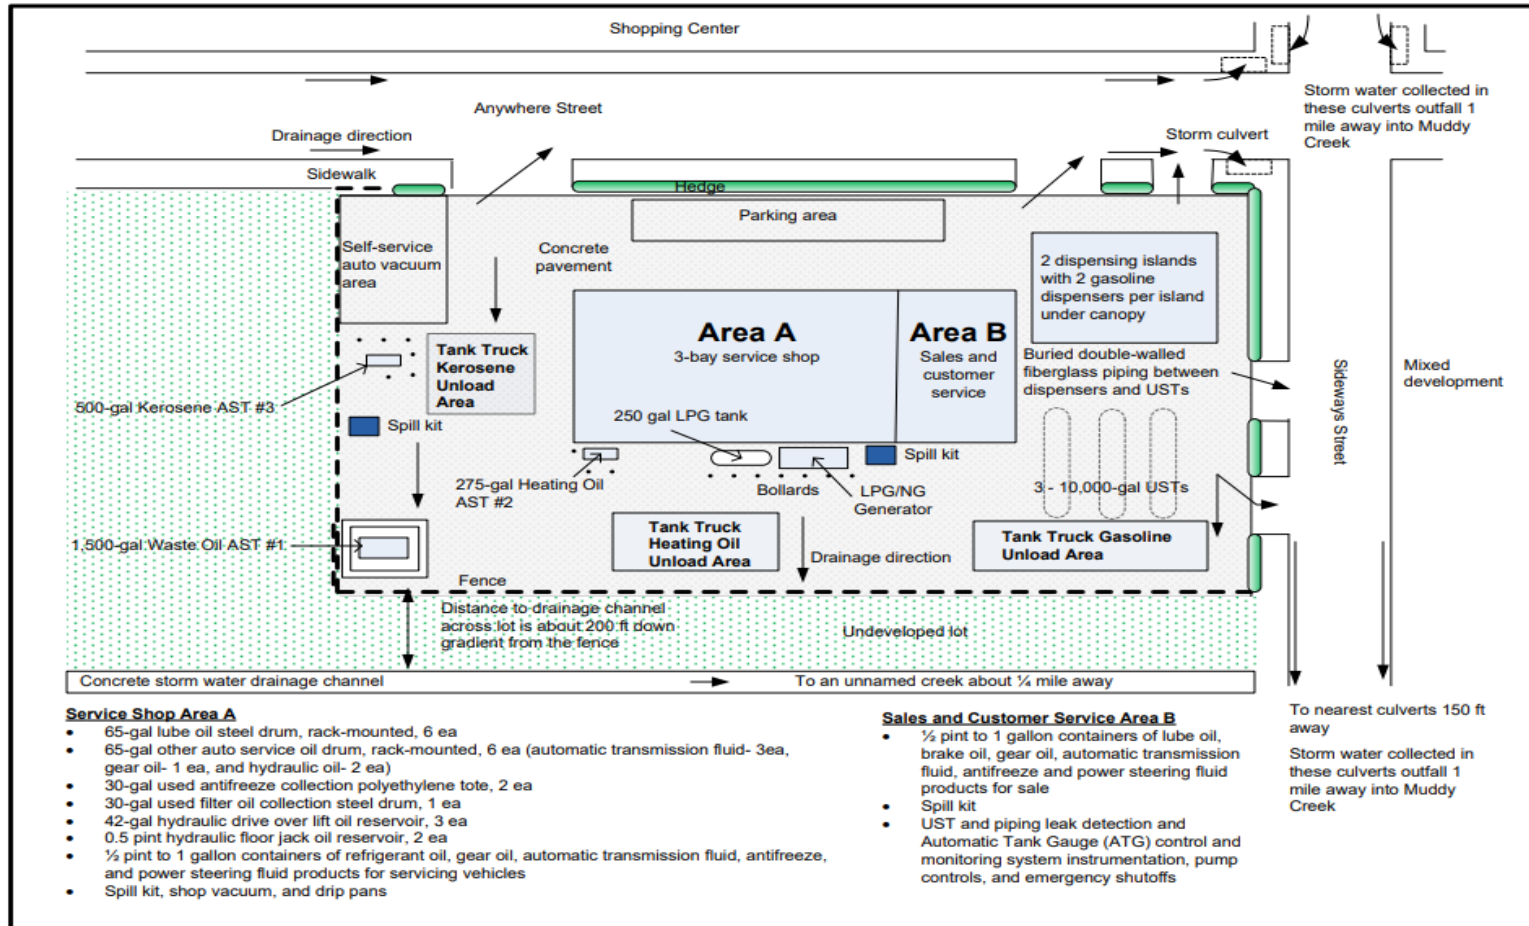 Shopping Center
Storm water collected in
these culverts outfall 1
mile away into Muddy
Creek
Anywhere Street
Drainage direction
Storm culvert
Sidewalk
Hedge
Parking area
Self-service
auto vacuum
area
Concrete
pavement
2 dispensing islands
with 2 gasoline
dispensers per island
under canopy
Area A
3-bay service shop
Area B
Sales and
customer
service
Tank Truck
Kerosene
Unload
Area
Buried double-walled
fiberglass piping between
dispensers and USTs
Sideways Street
Mixed
development
500-gal Kerosene AST #3
Spill kit
250 gal LPG tank
Spill kit
275-gal Heating Oil
AST #2
Bollards
LPG/NG
Generator
3 - 10,000-gal USTs
1,500-gal Waste Oil AST #1
Tank Truck
Heating Oil
Unload Area
Drainage direction
Tank Truck Gasoline
Unload Area
Fence
Distance to drainage channel
across lot is about 200 ft down
gradient from the fence
Undeveloped lot
Concrete storm water drainage channel
To an unnamed creek about ¼ mile away
Service Shop Area A
• 65-gal lube oil steel drum, rack-mounted, 6 ea
• 65-gal other auto service oil drum, rack-mounted, 6 ea (automatic transmission fluid- 3ea,
gear oil- 1 ea, and hydraulic oil- 2 ea)
• 30-gal used antifreeze collection polyethylene tote, 2 ea
• 30-gal used filter oil collection steel drum, 1 ea
• 42-gal hydraulic drive over lift oil reservoir, 3 ea
• 0.5 pint hydraulic floor jack oil reservoir, 2 ea
• ½ pint to 1 gallon containers of refrigerant oil, gear oil, automatic transmission fluid, antifreeze,
and power steering fluid products for servicing vehicles
• Spill kit, shop vacuum, and drip pans
Sales and Customer Service Area B
• ½ pint to 1 gallon containers of lube oil,
brake oil, gear oil, automatic transmission
fluid, antifreeze and power steering fluid
products for sale
• Spill kit
• UST and piping leak detection and
Automatic Tank Gauge (ATG) control and
monitoring system instrumentation, pump
controls, and emergency shutoffs
To nearest culverts 150 ft
away
Storm water collected in
these culverts outfall 1
mile away into Muddy
Creek